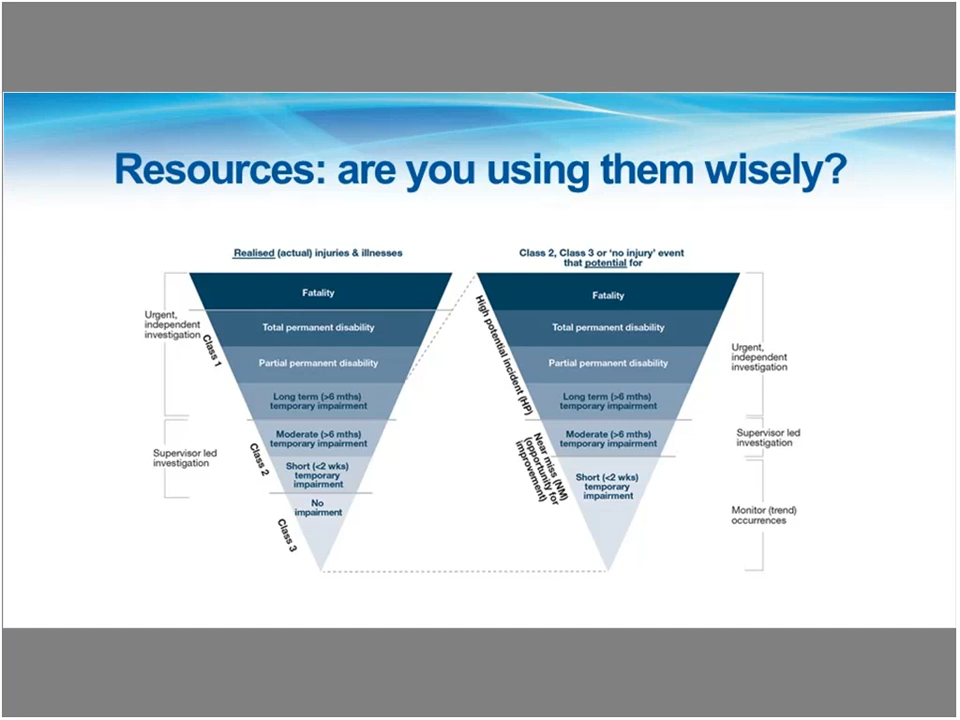 Resources: are you using them wisely?
Realised (actual) injuries & illnesses
Urgent,
independent
investigation
Supervisor led
investigation
Class 1
Class 2
Class 3
Fatality
Total permanent disability
Partial permanent disability
Long term (>6 mths)
temporary impairment
Moderate (>6 mths)
temporary impairment
Short (<2 wks)
temporary
impairment
No
impairment
Class 2, Class 3 or ‘no injury’ event
that potential for
High potential incident (HP)
Near miss (NM)
(opportunity for
improvement)
Fatality
Total permanent disability
Partial permanent disability
Long term (>6 mths)
temporary impairment
Moderate (>6 mths)
temporary impairment
Short (<2 wks)
temporary
impairment
Urgent,
independent
investigation
Supervisor led
investigation
Monitor (trend)
occurrences